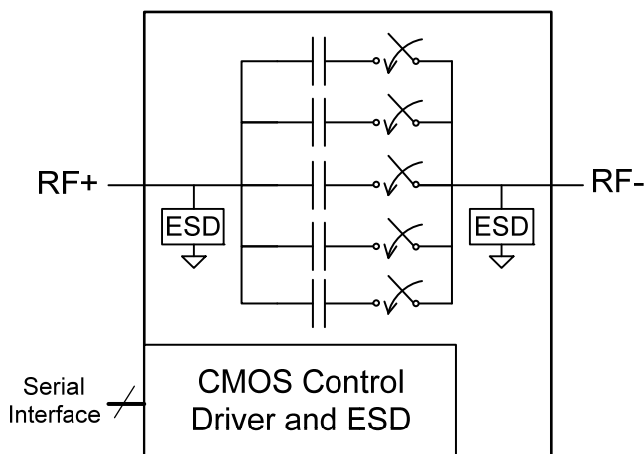 RF+
RF-
ESD
ESD
Serial
Interface
CMOS Control
Driver and ESD